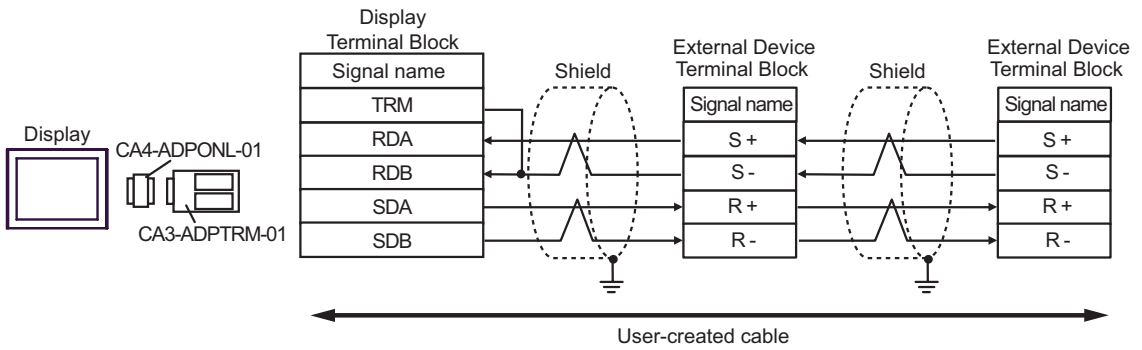 Display
CA4-ADPONL-01
CA3-ADPTRM-01
Display
Terminal Block
Signal name
TRM
RDA
RDB
SDA
SDB
Shield
External Device
Terminal Block
Signal name
S +
S -
R +
R -
Shield
External Device
Terminal Block
Signal name
S +
S -
R +
R -
User-created cable